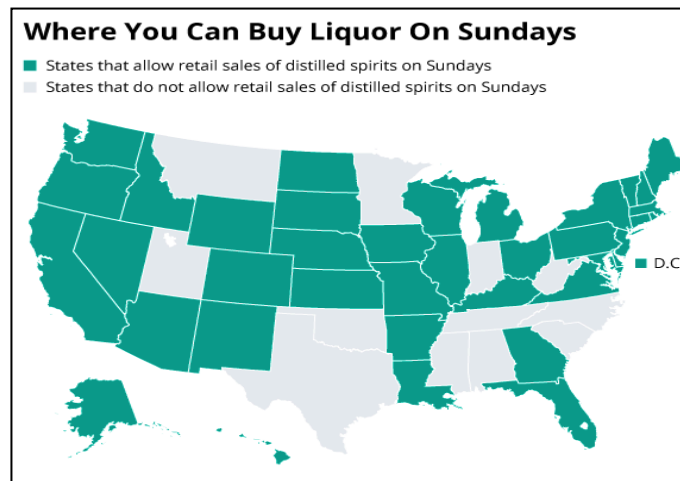 Where You Can Buy Liquor On Sundays
States that allow retail sales of distilled spirits on Sundays
States that do not allow retail sales of distilled spirits on Sundays
D.C